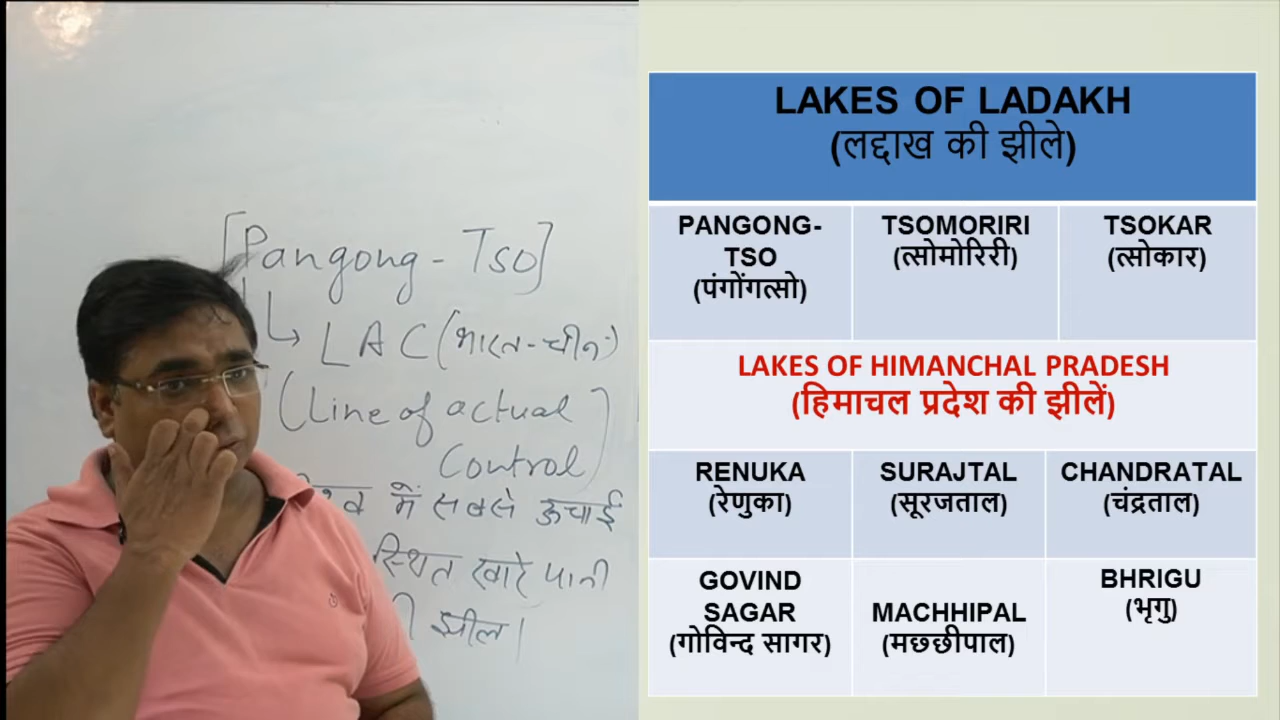 [Pangong-Tso]
LAC (भारत-चीन)
(Line of actual
Control)
में सबसे ऊचाई
स्थित खारे पानी
झील।
LAKES OF LADAKH
(लद्दाख की झीले)
PANGONG-
TSO
(पंगोंगत्सो)
TSOMORIRI
(त्सोमोरिरी)
TSOKAR
(त्सोकार)
LAKES OF HIMANCHAL PRADESH
(हिमाचल प्रदेश की झीलें)
RENUKA
(रेणुका)
SURAJTAL
(सूरजताल)
CHANDRATAL
(चंद्रताल)
GOVIND
SAGAR
(गोविन्द सागर)
MACHHIPAL
(मछछीपाल)
BHRIGU
(भृगु)